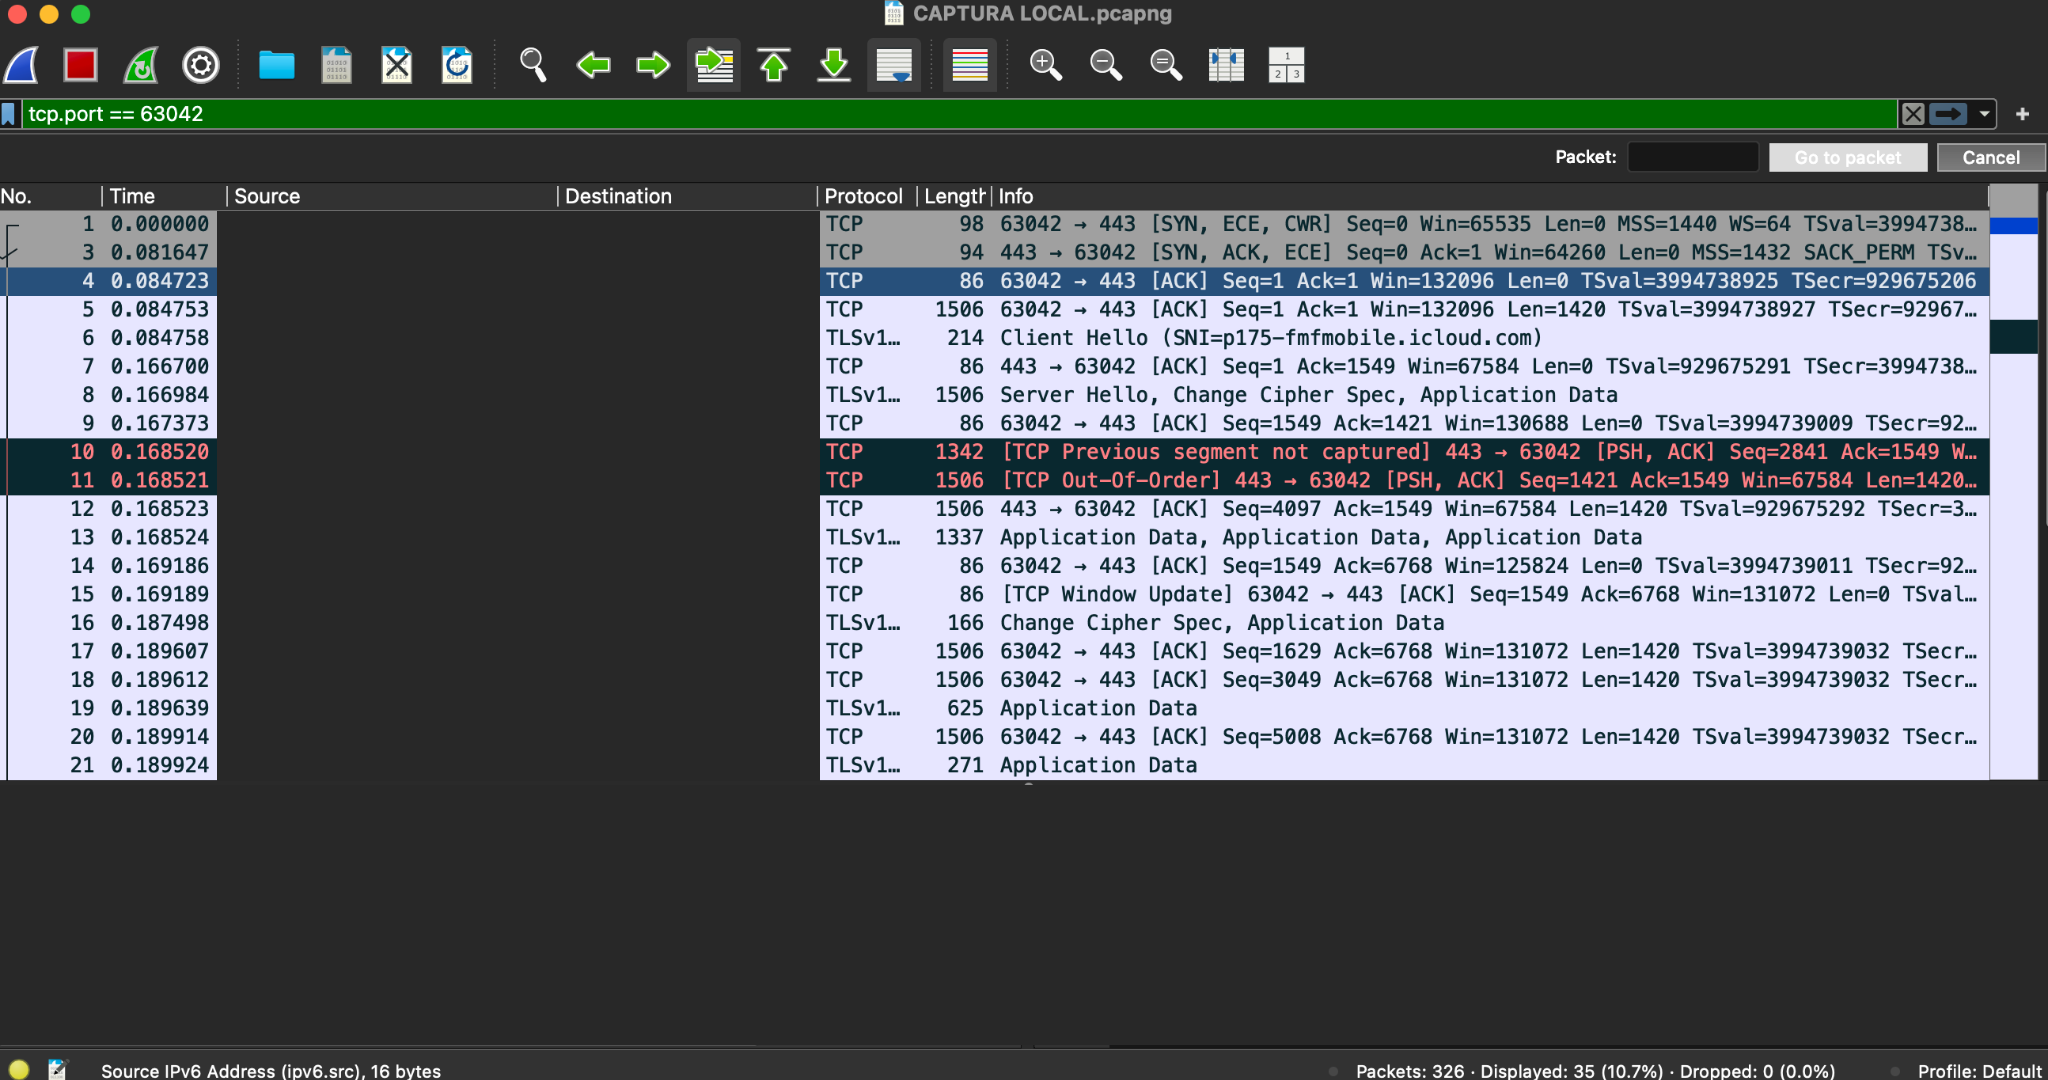 CAPTURA LOCAL.pcapng
tcp.port == 63042
Packet: Go to packet Cancel
No. Time Source Destination Protocol Length Info
1 0.000000 TCP 98 63042 → 443 [SYN, ECE, CWR] Seq=0 Win=65535 Len=0 MSS=1440 WS=64 TSval=3994738…
3 0.081647 TCP 94 443 → 63042 [SYN, ACK, ECE] Seq=0 Ack=1 Win=64260 Len=0 MSS=1432 SACK_PERM TSv…
4 0.084723 TCP 86 63042 → 443 [ACK] Seq=1 Ack=1 Win=132096 Len=0 TSval=3994738925 TSecr=929675206
5 0.084753 TCP 1506 63042 → 443 [ACK] Seq=1 Ack=1 Win=132096 Len=1420 TSval=3994738927 TSecr=92967…
6 0.084758 TLSv1… 214 Client Hello (SNI=p175-fmfmobile.icloud.com)
7 0.166700 TCP 86 443 → 63042 [ACK] Seq=1 Ack=1549 Win=67584 Len=0 TSval=929675291 TSecr=3994738…
8 0.166984 TLSv1… 1506 Server Hello, Change Cipher Spec, Application Data
9 0.167373 TCP 86 63042 → 443 [ACK] Seq=1549 Ack=1421 Win=130688 Len=0 TSval=3994739009 TSecr=92…
10 0.168520 TCP 1342 [TCP Previous segment not captured] 443 → 63042 [PSH, ACK] Seq=2841 Ack=1549 W…
11 0.168521 TCP 1506 [TCP Out-Of-Order] 443 → 63042 [PSH, ACK] Seq=1421 Ack=1549 Win=67584 Len=1420…
12 0.168523 TCP 1506 443 → 63042 [ACK] Seq=4097 Ack=1549 Win=67584 Len=1420 TSval=929675292 TSecr=3…
13 0.168524 TLSv1… 1337 Application Data, Application Data, Application Data
14 0.169186 TCP 86 63042 → 443 [ACK] Seq=1549 Ack=6768 Win=125824 Len=0 TSval=3994739011 TSecr=92…
15 0.169189 TCP 86 [TCP Window Update] 63042 → 443 [ACK] Seq=1549 Ack=6768 Win=131072 Len=0 TSval…
16 0.187498 TLSv1… 166 Change Cipher Spec, Application Data
17 0.189607 TCP 1506 63042 → 443 [ACK] Seq=1629 Ack=6768 Win=131072 Len=1420 TSval=3994739032 TSecr…
18 0.189612 TCP 1506 63042 → 443 [ACK] Seq=3049 Ack=6768 Win=131072 Len=1420 TSval=3994739032 TSecr…
19 0.189639 TLSv1… 625 Application Data
20 0.189914 TCP 1506 63042 → 443 [ACK] Seq=5008 Ack=6768 Win=131072 Len=1420 TSval=3994739032 TSecr…
21 0.189924 TLSv1… 271 Application Data
Source IPv6 Address (ipv6.src), 16 bytes Packets: 326 · Displayed: 35 (10.7%) · Dropped: 0 (0.0%) Profile: Default